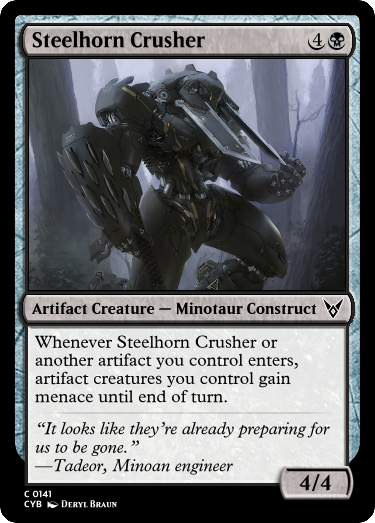 Steelhorn Crusher 4
Artifact Creature — Minotaur Construct
Whenever Steelhorn Crusher or
another artifact you control enters,
artifact creatures you control gain
menace until end of turn.
“It looks like they’re already preparing for
us to be gone.”
—Tadeor, Minoan engineer
4/4
C 0141
CYB Deryl Braun